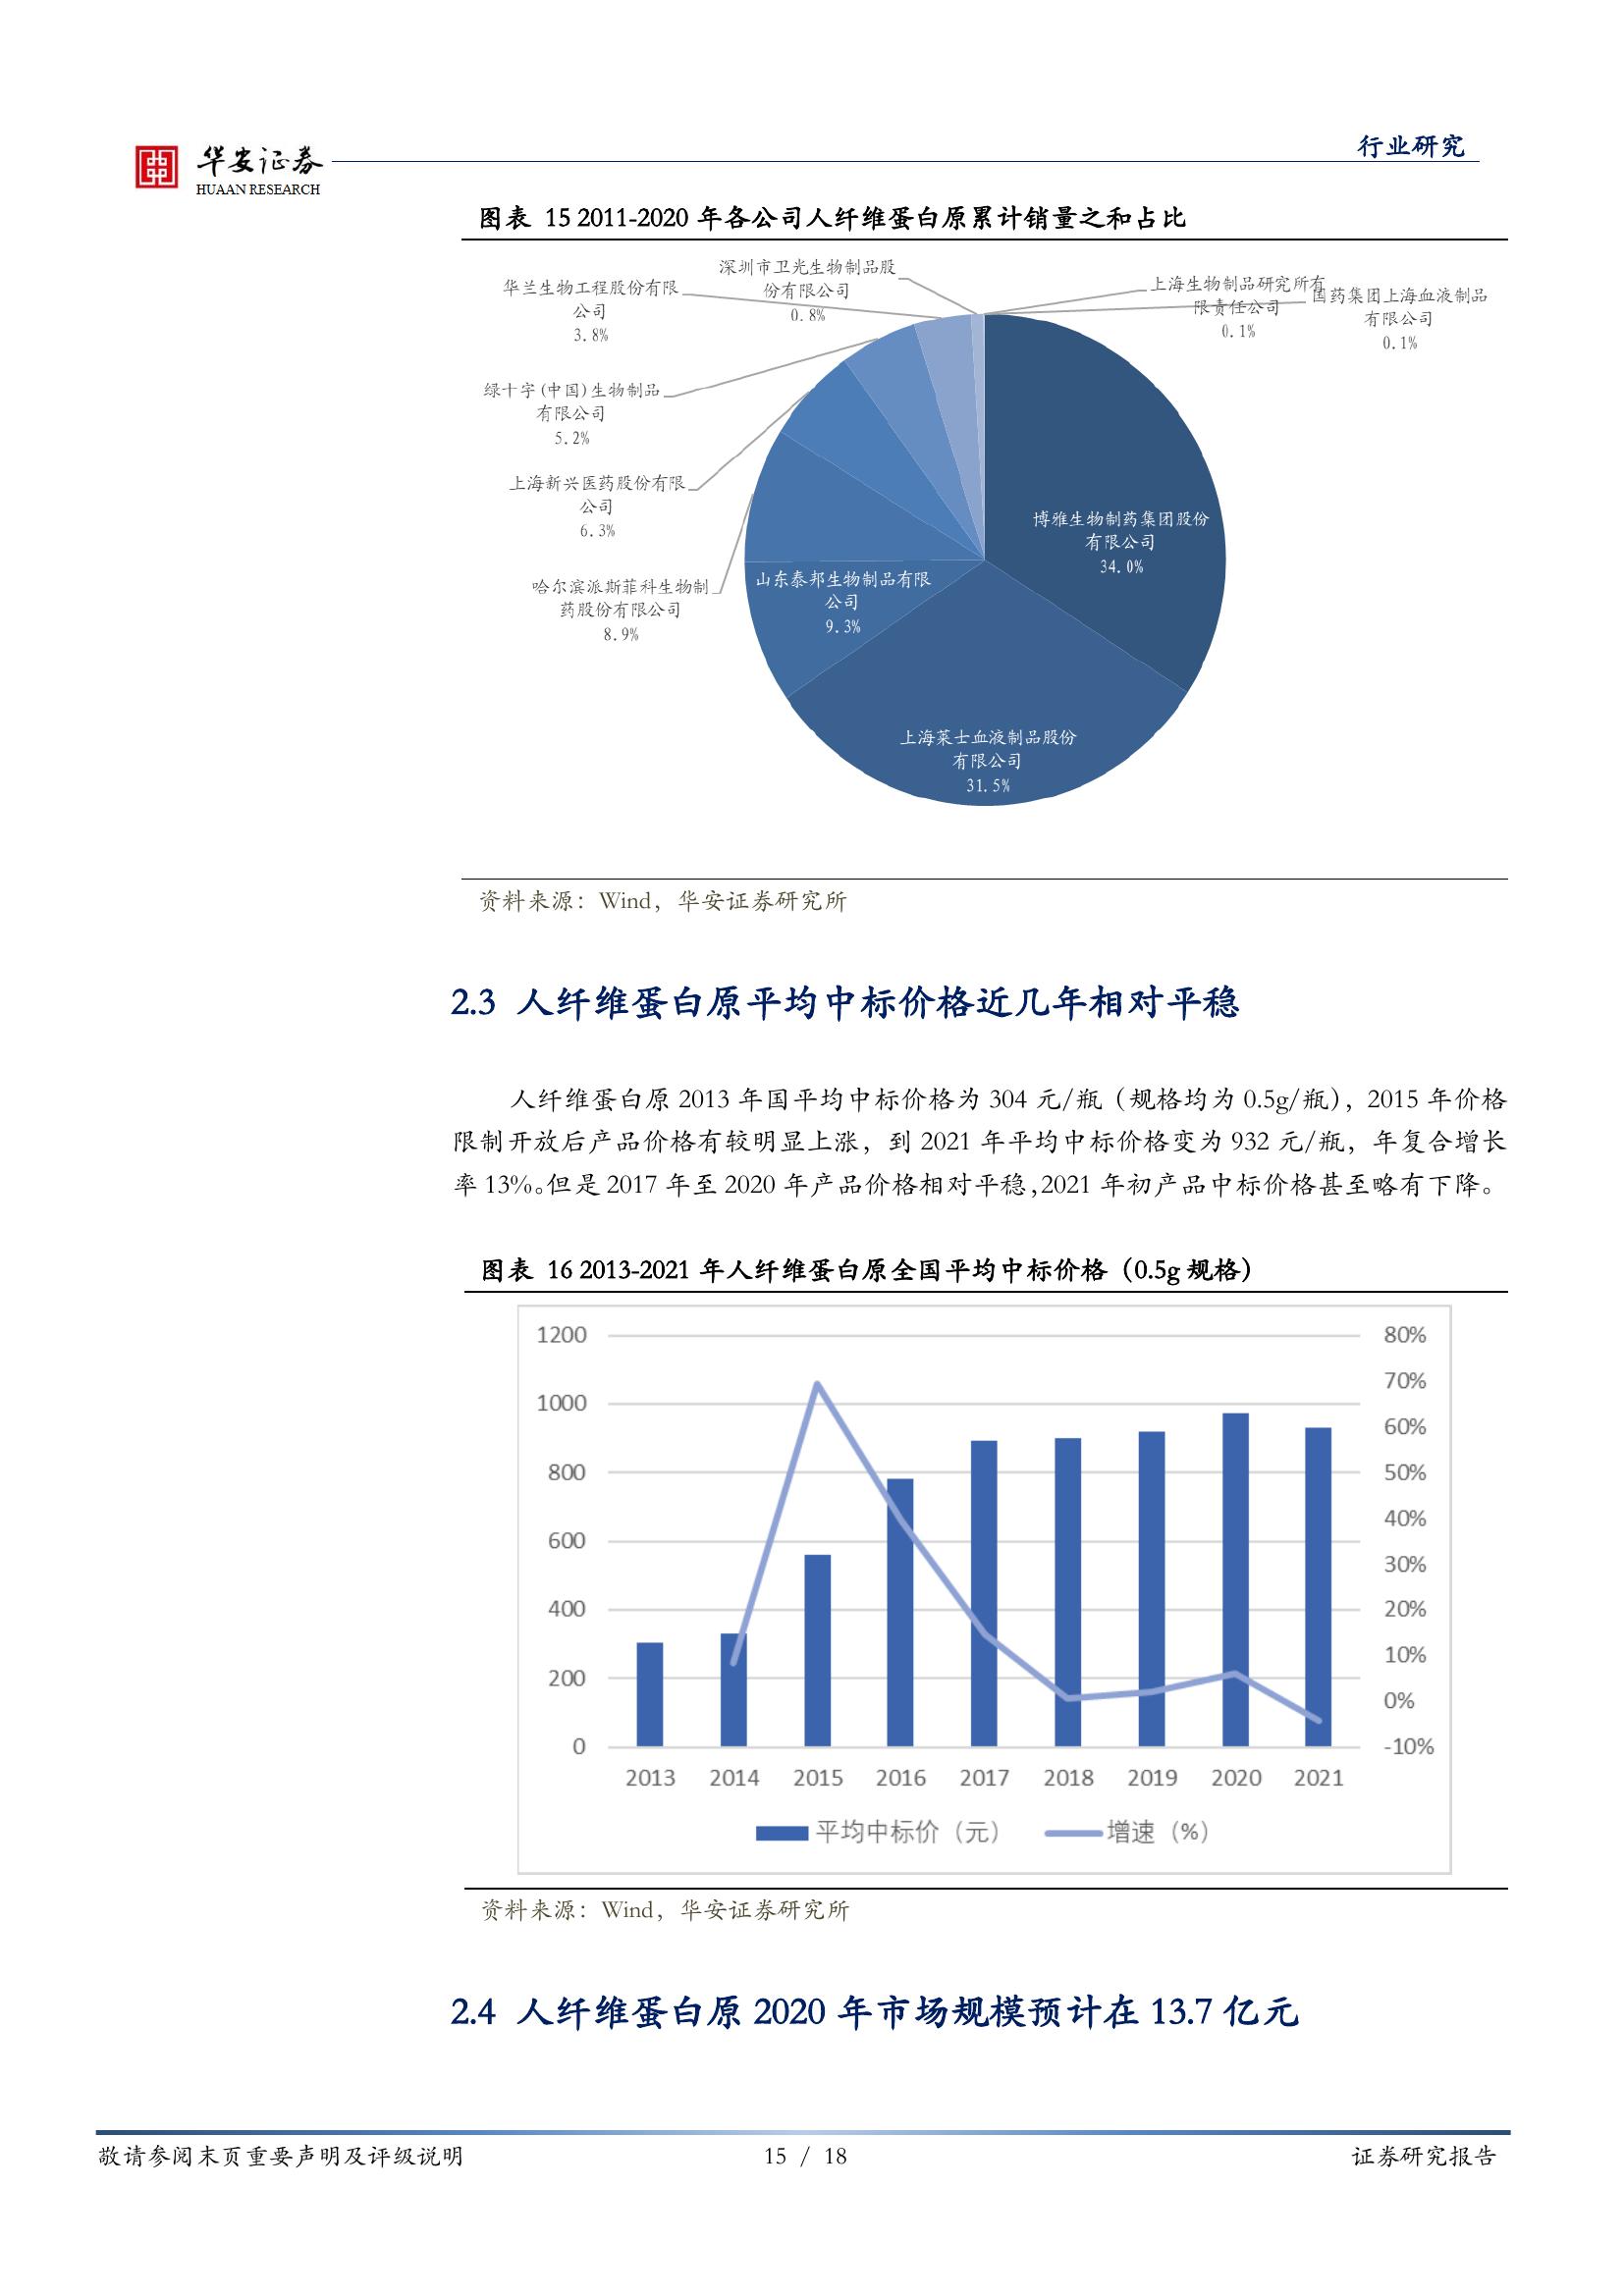 华安证券
HUAAN RESEARCH
行业研究
图表 15 2011-2020 年各公司人纤维蛋白原累计销量之和占比
深圳市卫光生物制品股
份有限公司
0.8%
华兰生物工程股份有限
公司
3.8%
上海生物制品研究所有
限责任公司
0.1%
国药集团上海血液制品
有限公司
0.1%
绿十字(中国)生物制品
有限公司
5.2%
上海新兴医药股份有限
公司
6.3%
博雅生物制药集团股份
有限公司
34.0%
哈尔滨派斯菲科生物制
药股份有限公司
8.9%
山东泰邦生物制品有限
公司
9.3%
上海莱士血液制品股份
有限公司
31.5%
资料来源：Wind，华安证券研究所
2.3 人纤维蛋白原平均中标价格近几年相对平稳
人纤维蛋白原 2013 年国平均中标价格为 304 元/瓶（规格均为 0.5g/瓶），2015 年价格
限制开放后产品价格有较明显上涨，到 2021 年平均中标价格变为 932 元/瓶，年复合增长
率 13%。但是 2017 年至 2020 年产品价格相对平稳，2021 年初产品中标价格甚至略有下降。
图表 16 2013-2021 年人纤维蛋白原全国平均中标价格（0.5g 规格）
1200
1000
800
600
400
200
0
80%
70%
60%
50%
40%
30%
20%
10%
0%
-10%
2013 2014 2015 2016 2017 2018 2019 2020 2021
平均中标价（元） 增速（%）
资料来源：Wind，华安证券研究所
2.4 人纤维蛋白原 2020 年市场规模预计在 13.7 亿元
敬请参阅末页重要声明及评级说明 15 / 18 证券研究报告